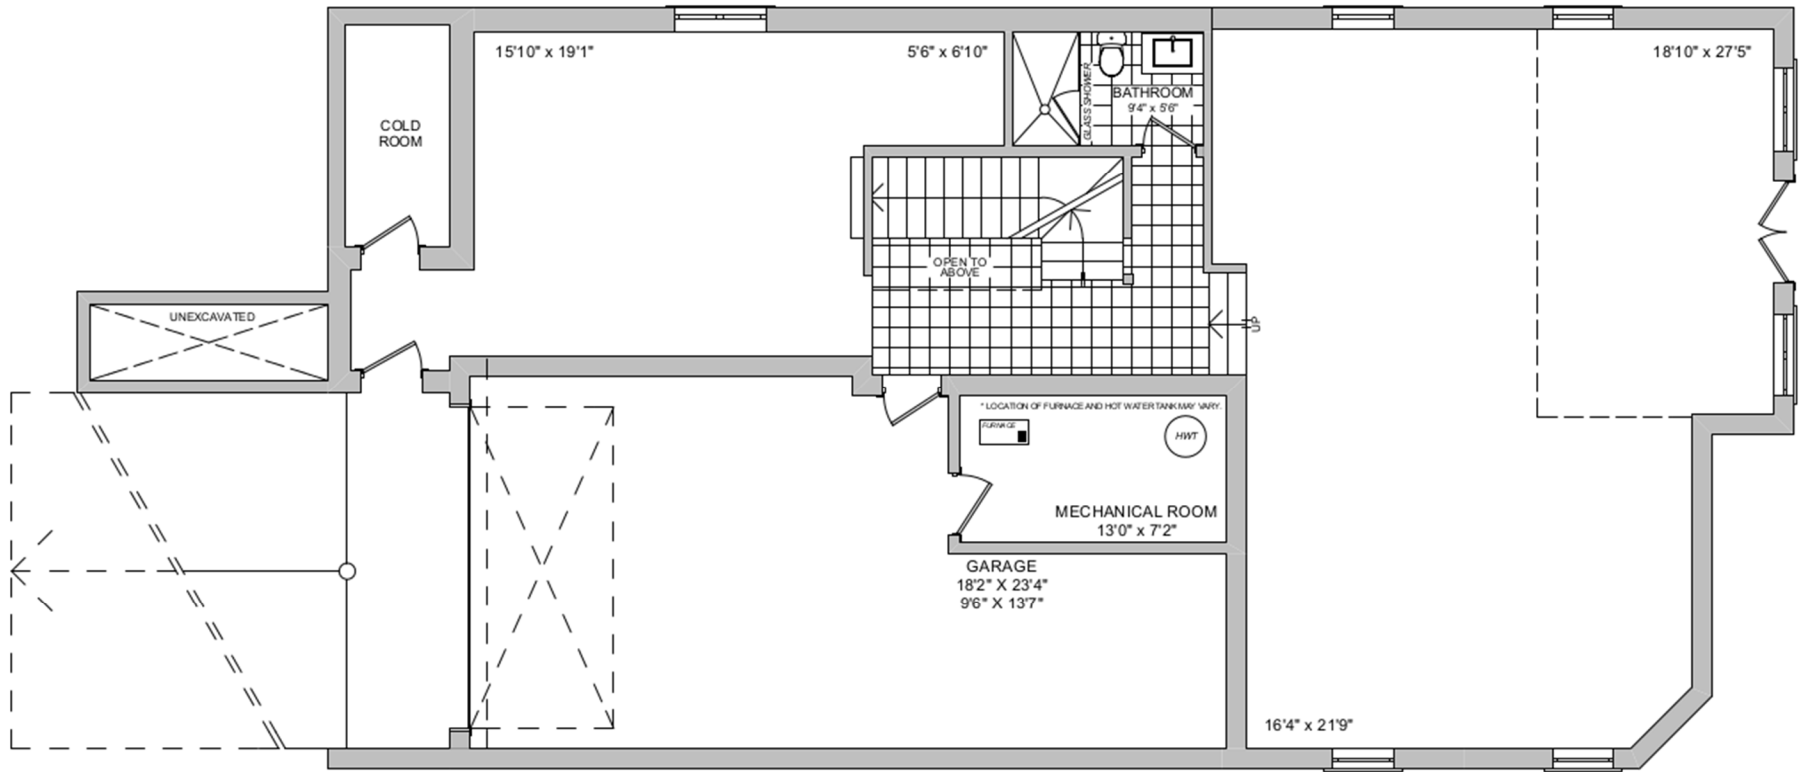 15'10" x 19'1"
5'6" x 6'10"
18'10" x 27'5"
GLASS SHOWER
BATHROOM
9'4" x 5'6"
COLD
ROOM
OPEN TO
ABOVE
UNEXCAVATED
UP
* LOCATION OF FURNACE AND HOT WATER TANK MAY VARY.
FURNACE
HWT
MECHANICAL ROOM
13'0" x 7'2"
GARAGE
18'2" X 23'4"
9'6" X 13'7"
16'4" x 21'9"